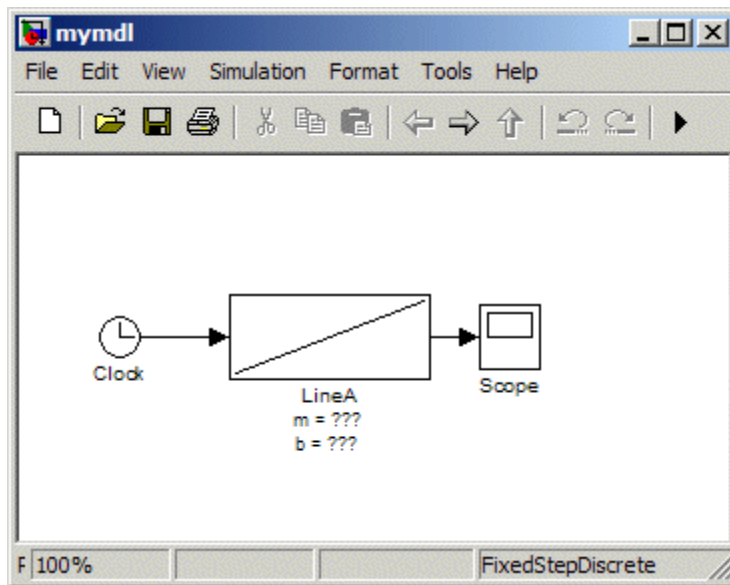 mymdl
File Edit View Simulation Format Tools Help
Clock
LineA
m = ???
b = ???
Scope
F 100% FixedStepDiscrete